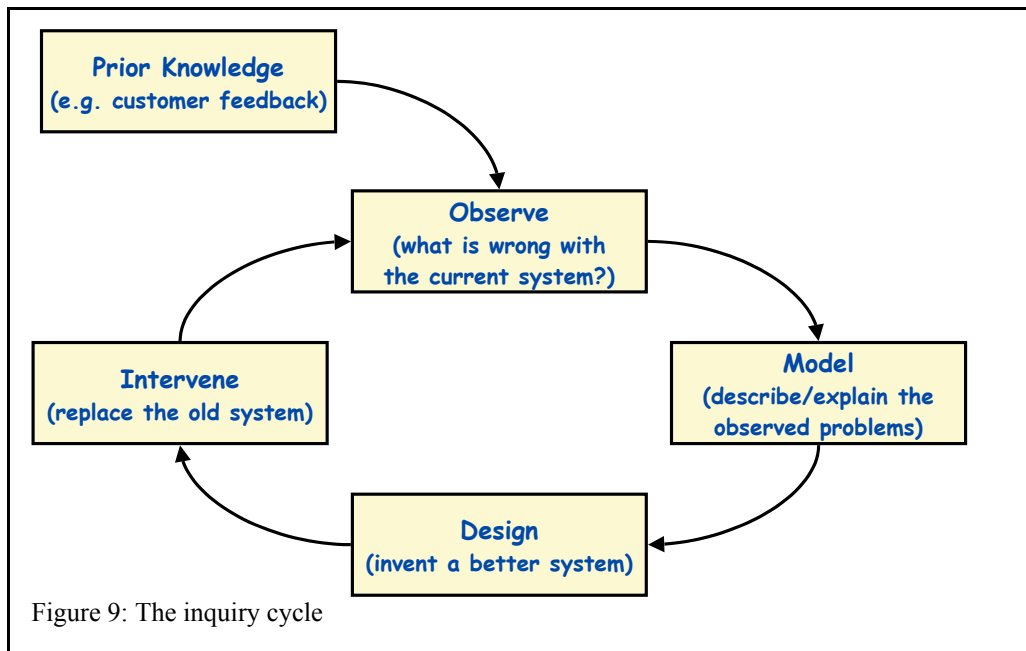 Prior Knowledge
(e.g. customer feedback)
Observe
(what is wrong with
the current system?)
Model
(describe/explain the
observed problems)
Intervene
(replace the old system)
Design
(invent a better system)
Figure 9: The inquiry cycle